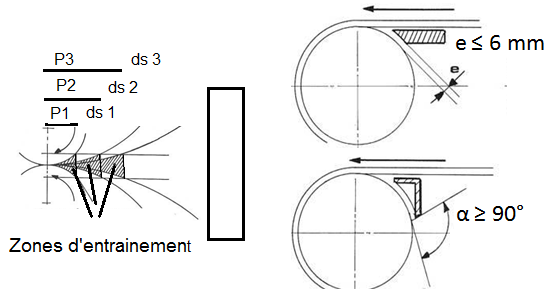 P3 ds 3
P2 ds 2
P1 ds 1
Zones d'entrainement
e ≤ 6 mm
e
α ≥ 90°